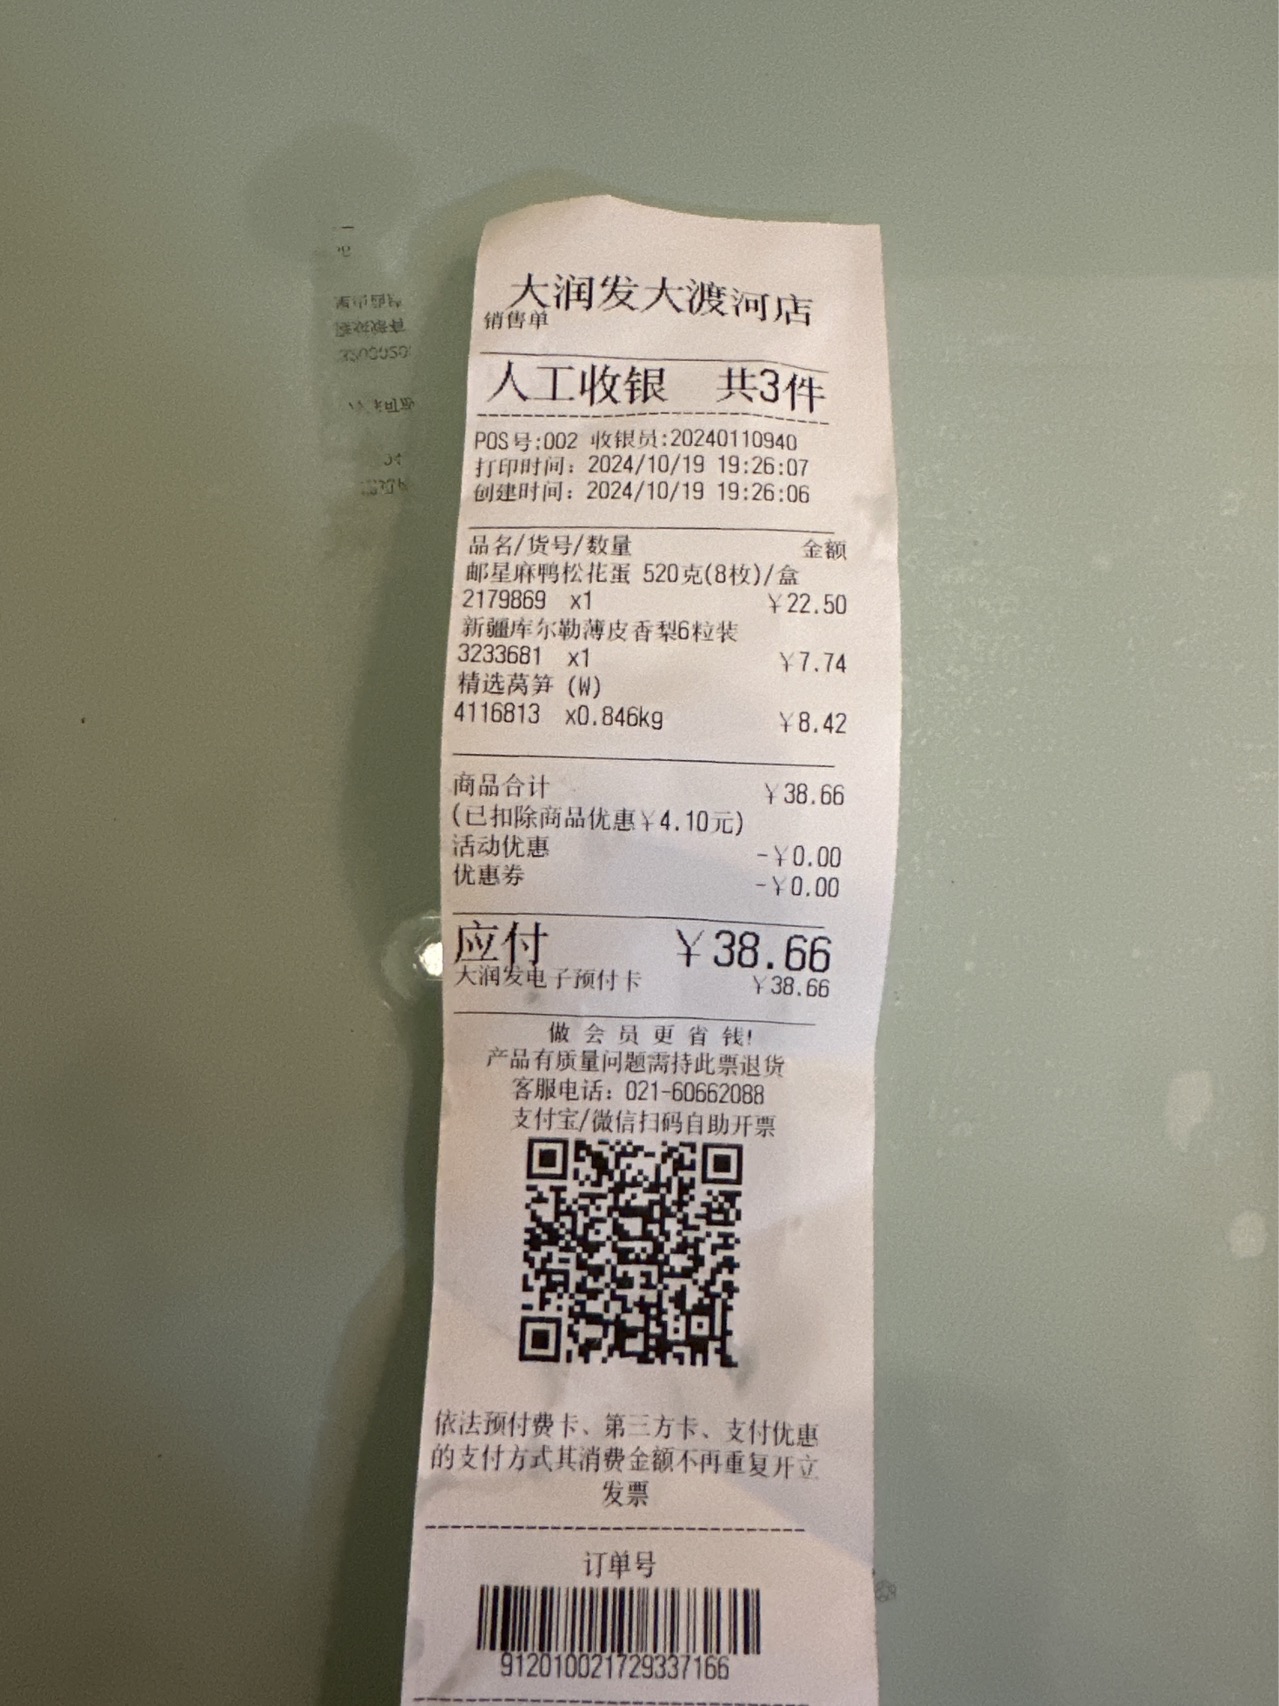 大润发大渡河店
销售单
人工收银 共3件
POS号:002 收银员:20240110940
打印时间: 2024/10/19 19:26:07
创建时间: 2024/10/19 19:26:06
品名/货号/数量 金额
邮星麻鸭松花蛋 520克(8枚)/盒
2179869 x1 ¥22.50
新疆库尔勒薄皮香梨6粒装
3233681 x1 ¥7.74
精选莴笋 (W)
4116813 x0.846kg ¥8.42
商品合计 ¥38.66
(已扣除商品优惠¥4.10元)
活动优惠 -¥0.00
优惠券 -¥0.00
应付 ¥38.66
大润发电子预付卡 ¥38.66
做会员更省钱!
产品有质量问题需持此票退货
客服电话: 021-60662088
支付宝/微信扫码自助开票
依法预付费卡、第三方卡、支付优惠
的支付方式其消费金额不再重复开立
发票
订单号
912010021729337166